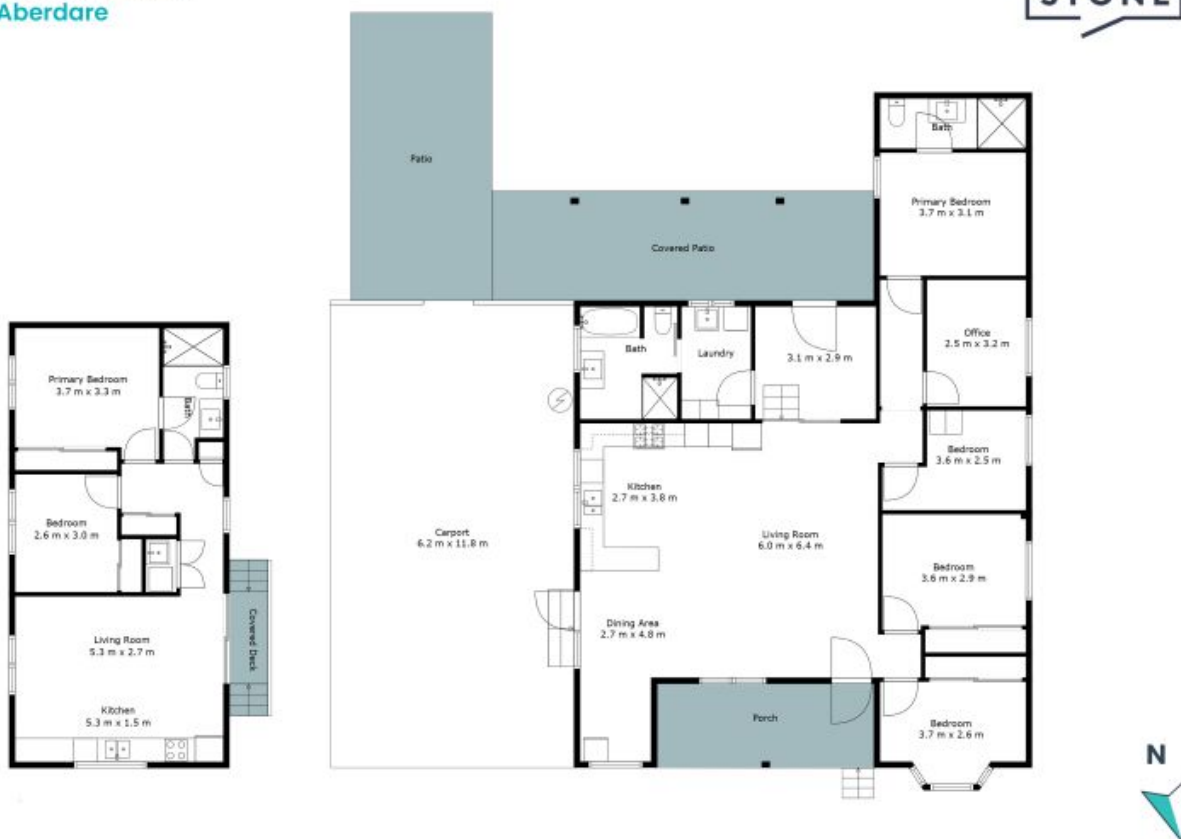 Aberdare
STONE
Patio
Bath
Primary Bedroom
3.7 m x 3.1 m
Covered Patio
Office
2.5 m x 3.2 m
Bath
Laundry
3.1 m x 2.9 m
Primary Bedroom
3.7 m x 3.3 m
Bath
Bedroom
3.6 m x 2.5 m
Kitchen
2.7 m x 3.8 m
Bedroom
2.6 m x 3.0 m
Carport
6.2 m x 11.8 m
Living Room
6.0 m x 6.4 m
Bedroom
3.6 m x 2.9 m
Dining Area
2.7 m x 4.8 m
Living Room
5.3 m x 2.7 m
Covered Deck
Kitchen
5.3 m x 1.5 m
Porch
Bedroom
3.7 m x 2.6 m
N